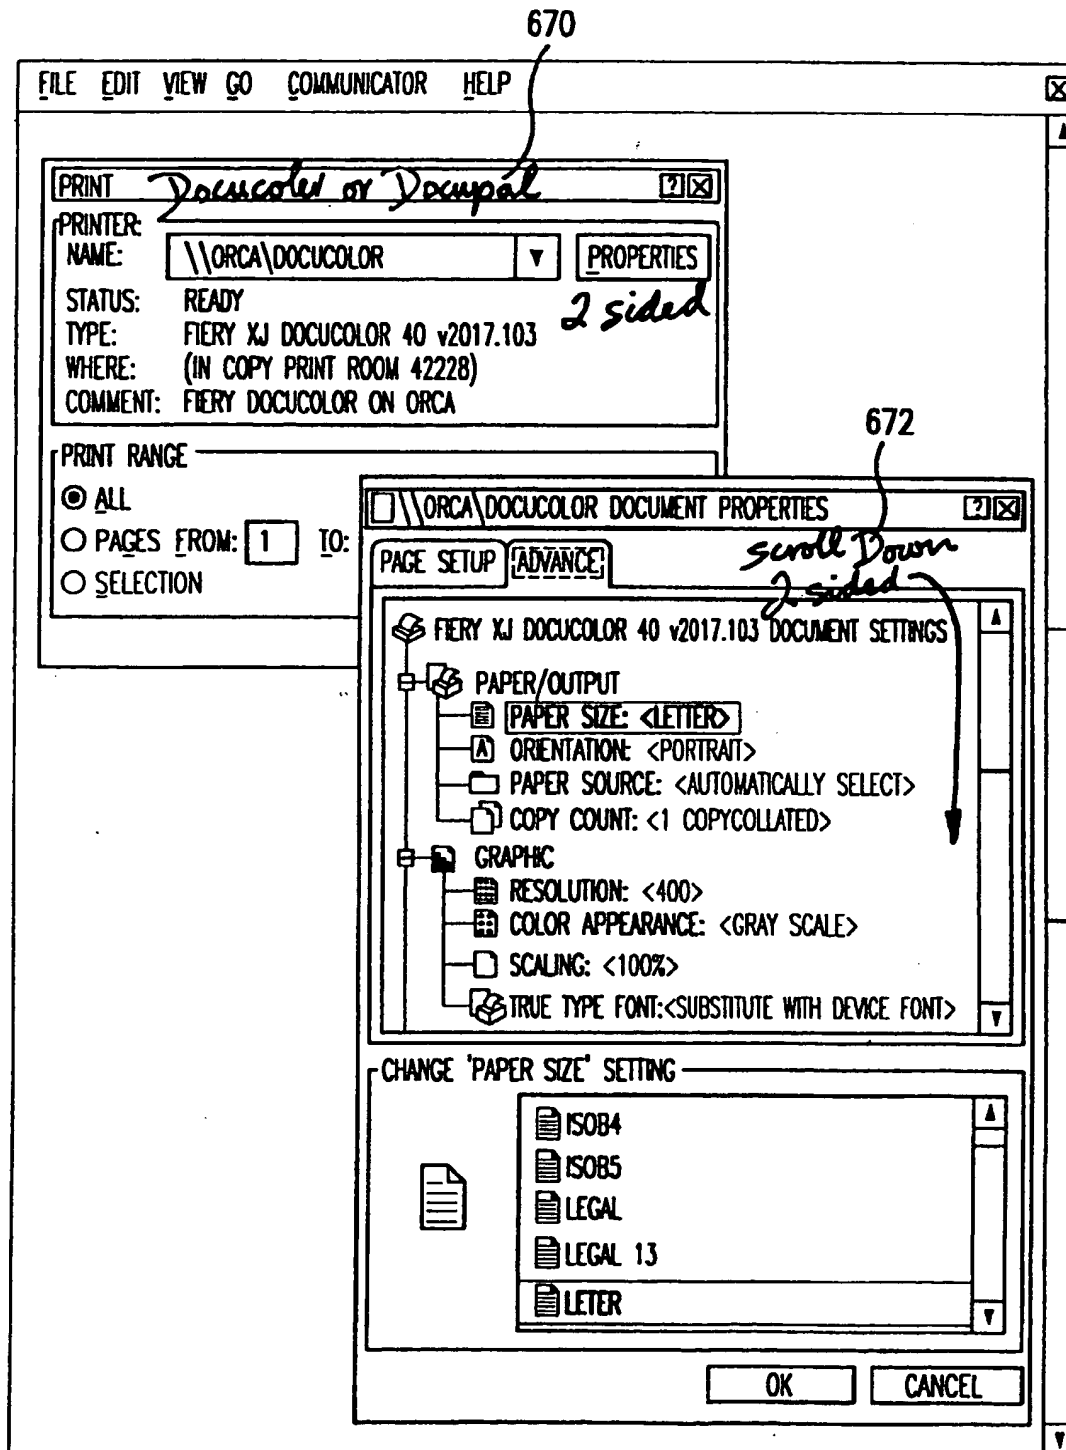 670
FILE EDIT VIEW GO COMMUNICATOR HELP
PRINT Docucolor or Docupal
PRINTER:
NAME: \\ORCA\DOCUCOLOR PROPERTIES
2 sided
STATUS: READY
TYPE: FIERY XJ DOCUCOLOR 40 v2017.103
WHERE: (IN COPY PRINT ROOM 42228)
COMMENT: FIERY DOCUCOLOR ON ORCA
672
PRINT RANGE
ALL
PAGES FROM: 1 TO:
SELECTION
\\ORCA\DOCUCOLOR DOCUMENT PROPERTIES
scroll Down
2 sided
PAGE SETUP ADVANCE
FIERY XJ DOCUCOLOR 40 v2017.103 DOCUMENT SETTINGS
PAPER/OUTPUT
PAPER SIZE: <LETTER>
ORIENTATION: <PORTRAIT>
PAPER SOURCE: <AUTOMATICALLY SELECT>
COPY COUNT: <1 COPYCOLLATED>
GRAPHIC
RESOLUTION: <400>
COLOR APPEARANCE: <GRAY SCALE>
SCALING: <100%>
TRUE TYPE FONT:<SUBSTITUTE WITH DEVICE FONT>
CHANGE 'PAPER SIZE' SETTING
ISOB4
ISOB5
LEGAL
LEGAL 13
LETER
OK CANCEL